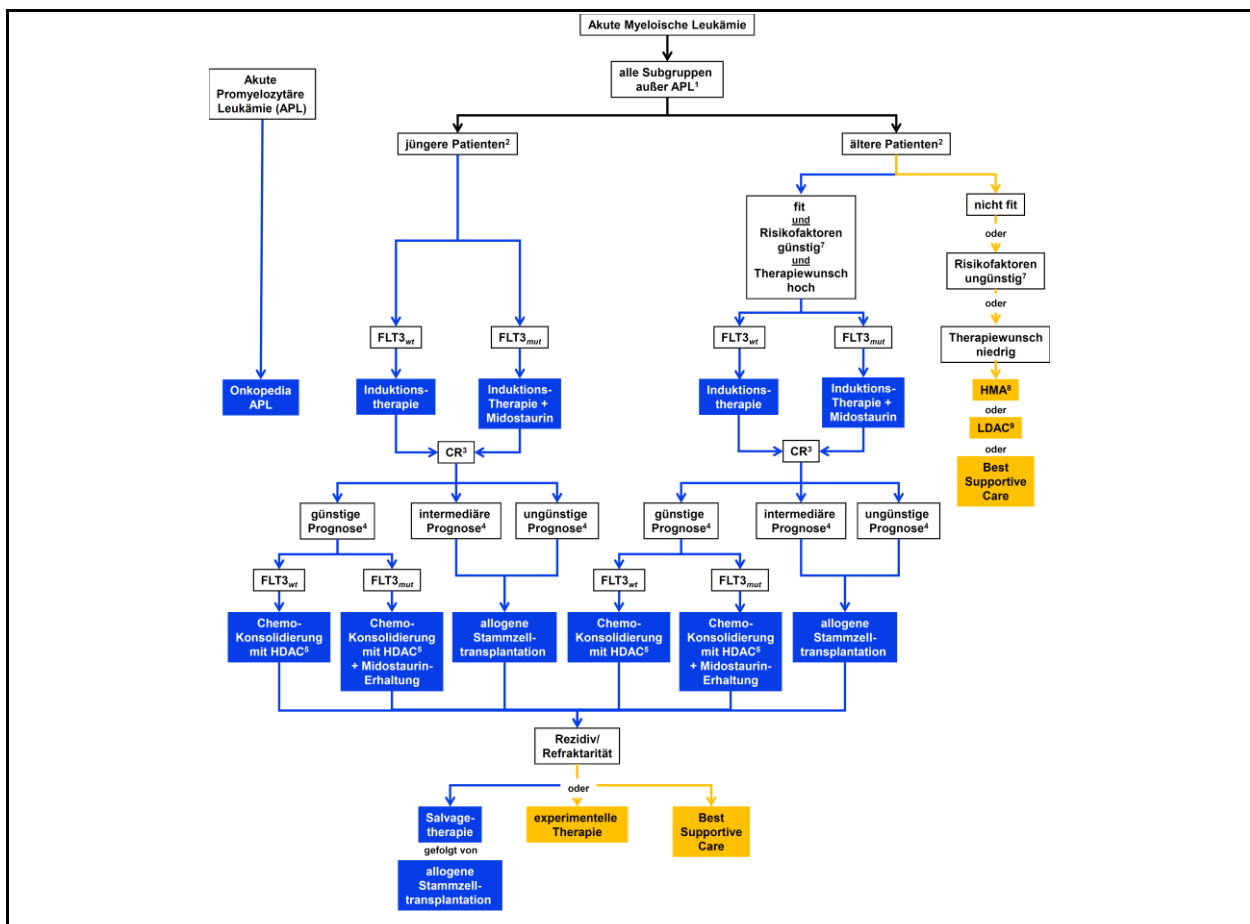 Akute Myeloische Leukämie
alle Subgruppen
außer APL¹
Akute
Promyelozytäre
Leukämie (APL)
jüngere Patienten²
ältere Patienten²
fit
und
Risikofaktoren
günstig⁷
und
Therapiewunsch
hoch
nicht fit
oder
Risikofaktoren
ungünstig⁷
oder
Therapiewunsch
niedrig
FLT3wt
FLT3mut
FLT3wt
FLT3mut
Onkopedia
APL
Induktions-
therapie
Induktions-
Therapie +
Midostaurin
Induktions-
therapie
Induktions-
Therapie +
Midostaurin
HMA⁸
oder
LDAC⁹
oder
Best
Supportive
Care
CR³
CR³
günstige
Prognose⁴
intermediäre
Prognose⁴
ungünstige
Prognose⁴
günstige
Prognose⁴
intermediäre
Prognose⁴
ungünstige
Prognose⁴
FLT3wt
FLT3mut
FLT3wt
FLT3mut
Chemo-
Konsolidierung
mit HDAC⁵
Chemo-
Konsolidierung
mit HDAC⁵
+ Midostaurin-
Erhaltung
allogene
Stammzell-
transplantation
Chemo-
Konsolidierung
mit HDAC⁵
Chemo-
Konsolidierung
mit HDAC⁵
+ Midostaurin-
Erhaltung
allogene
Stammzell-
transplantation
Rezidiv/
Refraktarität
oder
Salvage-
therapie
gefolgt von
allogene
Stammzell-
transplantation
experimentelle
Therapie
Best
Supportive
Care